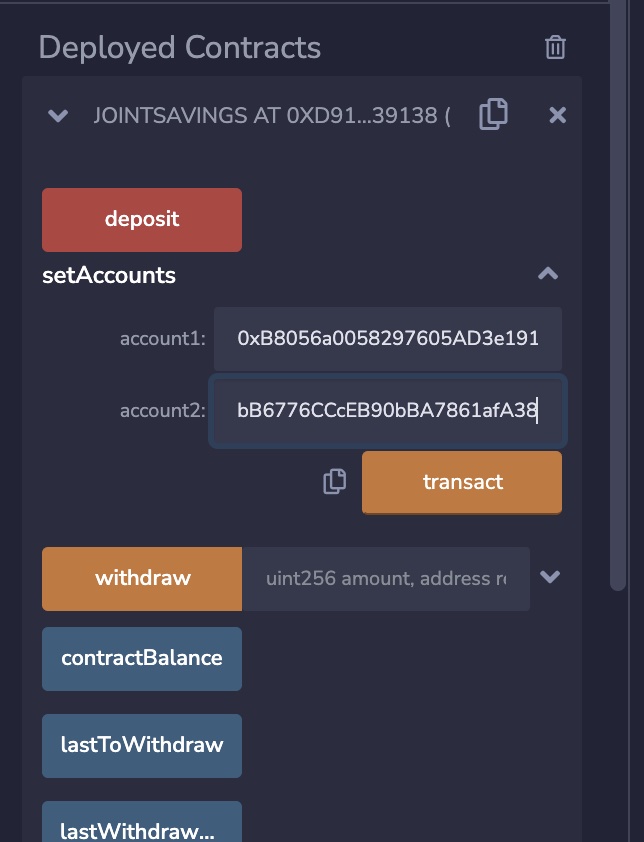 Deployed Contracts
JOINTSAVINGS AT 0XD91...39138 (
deposit
setAccounts
account1: 0xB8056a0058297605AD3e191
account2: bB6776CCcEB90bBA7861afA38
transact
withdraw uint256 amount, address re
contractBalance
lastToWithdraw
lastWithdraw...